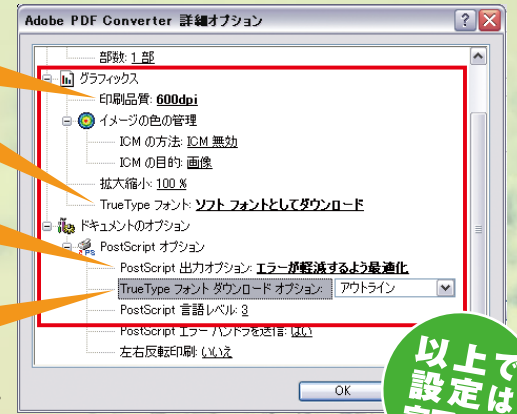 Adobe PDF Converter 詳細オプション
部数: 1 部
グラフィックス
印刷品質: 600dpi
イメージの色の管理
ICM の方法: ICM 無効
ICM の目的: 画像
拡大縮小: 100 %
TrueType フォント: ソフト フォントとしてダウンロード
ドキュメントのオプション
PostScript オプション
PostScript 出力オプション: エラーが軽減するよう最適化
TrueType フォント ダウンロード オプション: アウトライン
PostScript 言語レベル: 3
PostScript エラー ハンドラを送信: はい
左右反転印刷: いいえ
OK
以上で
設定は